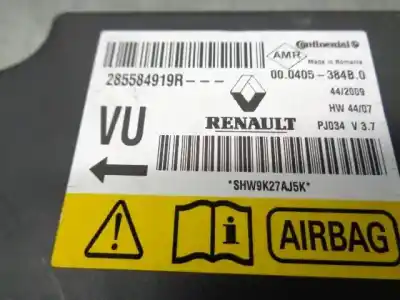 Continental
AMR
Made in Romania
285584919R---
00.0405-384B.0
44/2009
VU
HW 44/07
RENAULT
PJ034 V 3.7
*SHW9K27AJ5K*
! i AIRBAG